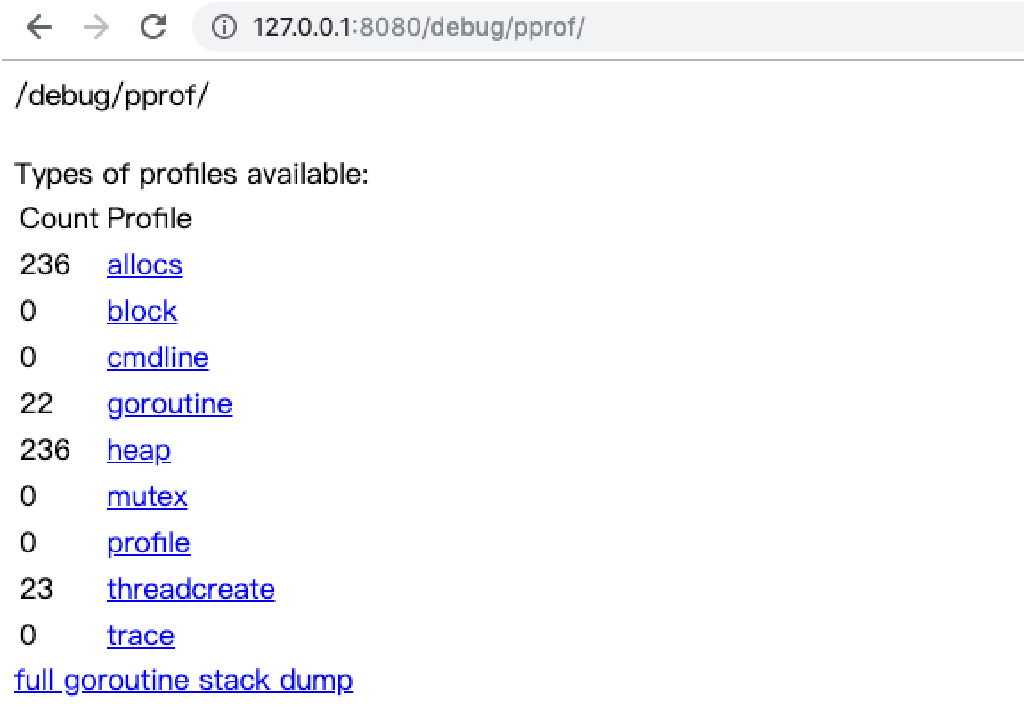 127.0.0.1:8080/debug/pprof/
/debug/pprof/
Types of profiles available:
Count Profile
236 allocs
0 block
0 cmdline
22 goroutine
236 heap
0 mutex
0 profile
23 threadcreate
0 trace
full goroutine stack dump